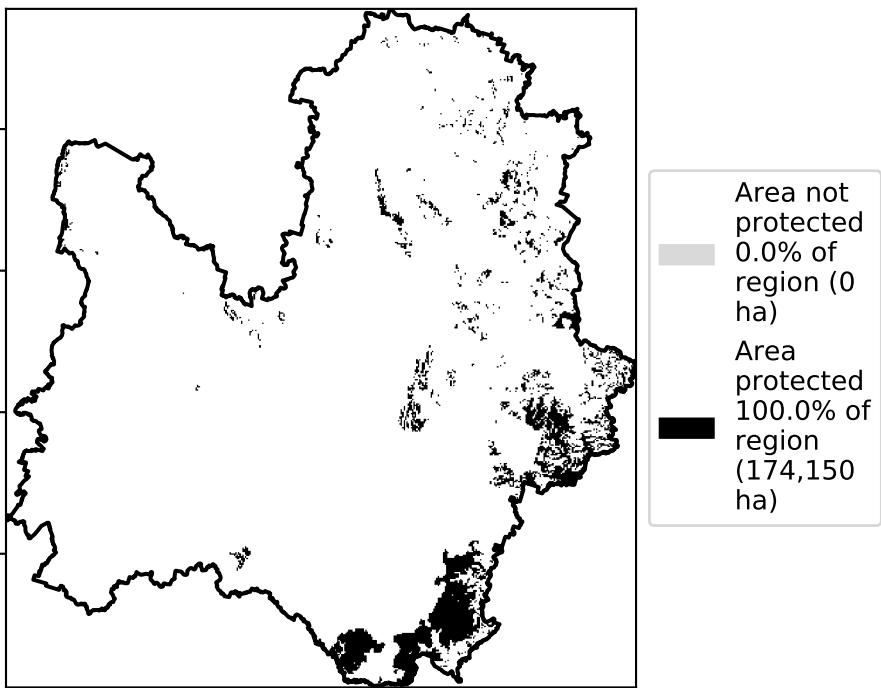 Area not
protected
0.0% of
region (0
ha)
Area
protected
100.0% of
region
(174,150
ha)